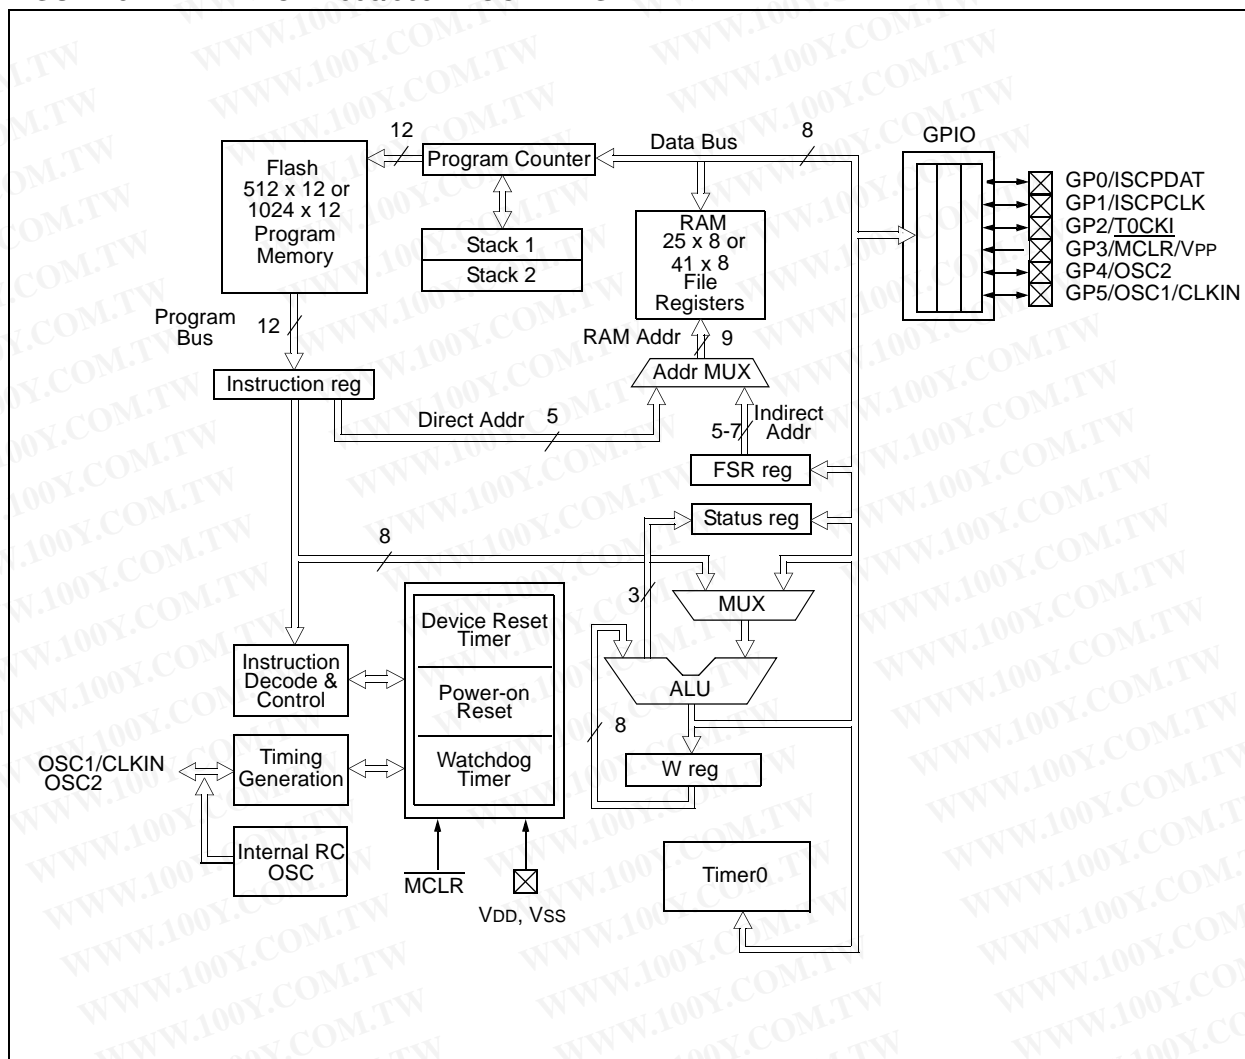 12
Data Bus
8
GPIO
Flash
512 x 12 or
1024 x 12
Program
Memory
Program Counter
Stack 1
Stack 2
RAM
25 x 8 or
41 x 8
File
Registers
GP0/ISCPDAT
GP1/ISCPCLK
GP2/T0CKI
GP3/MCLR/VPP
GP4/OSC2
GP5/OSC1/CLKIN
Program
Bus
12
RAM Addr
9
Instruction reg
Addr MUX
Direct Addr
5
5-7
Indirect
Addr
FSR reg
Status reg
8
3
MUX
Device Reset
Timer
Power-on
Reset
Watchdog
Timer
Instruction
Decode &
Control
ALU
8
W reg
OSC1/CLKIN
OSC2
Timing
Generation
Internal RC
OSC
MCLR
VDD, VSS
Timer0
WWW.100Y.COM.TW